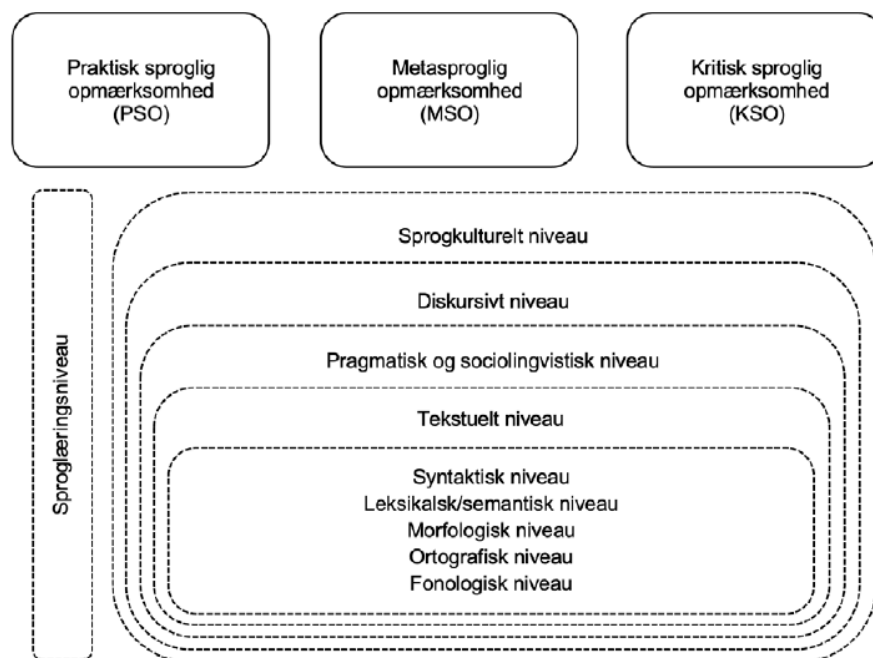 Praktisk sproglig
opmærksomhed
(PSO)
Metasproglig
opmærksomhed
(MSO)
Kritisk sproglig
opmærksomhed
(KSO)
Sproglæringsniveau
Sprogkulturelt niveau
Diskursivt niveau
Pragmatisk og sociolingvistisk niveau
Tekstuelt niveau
Syntaktisk niveau
Leksikalsk/semantisk niveau
Morfologisk niveau
Ortografisk niveau
Fonologisk niveau